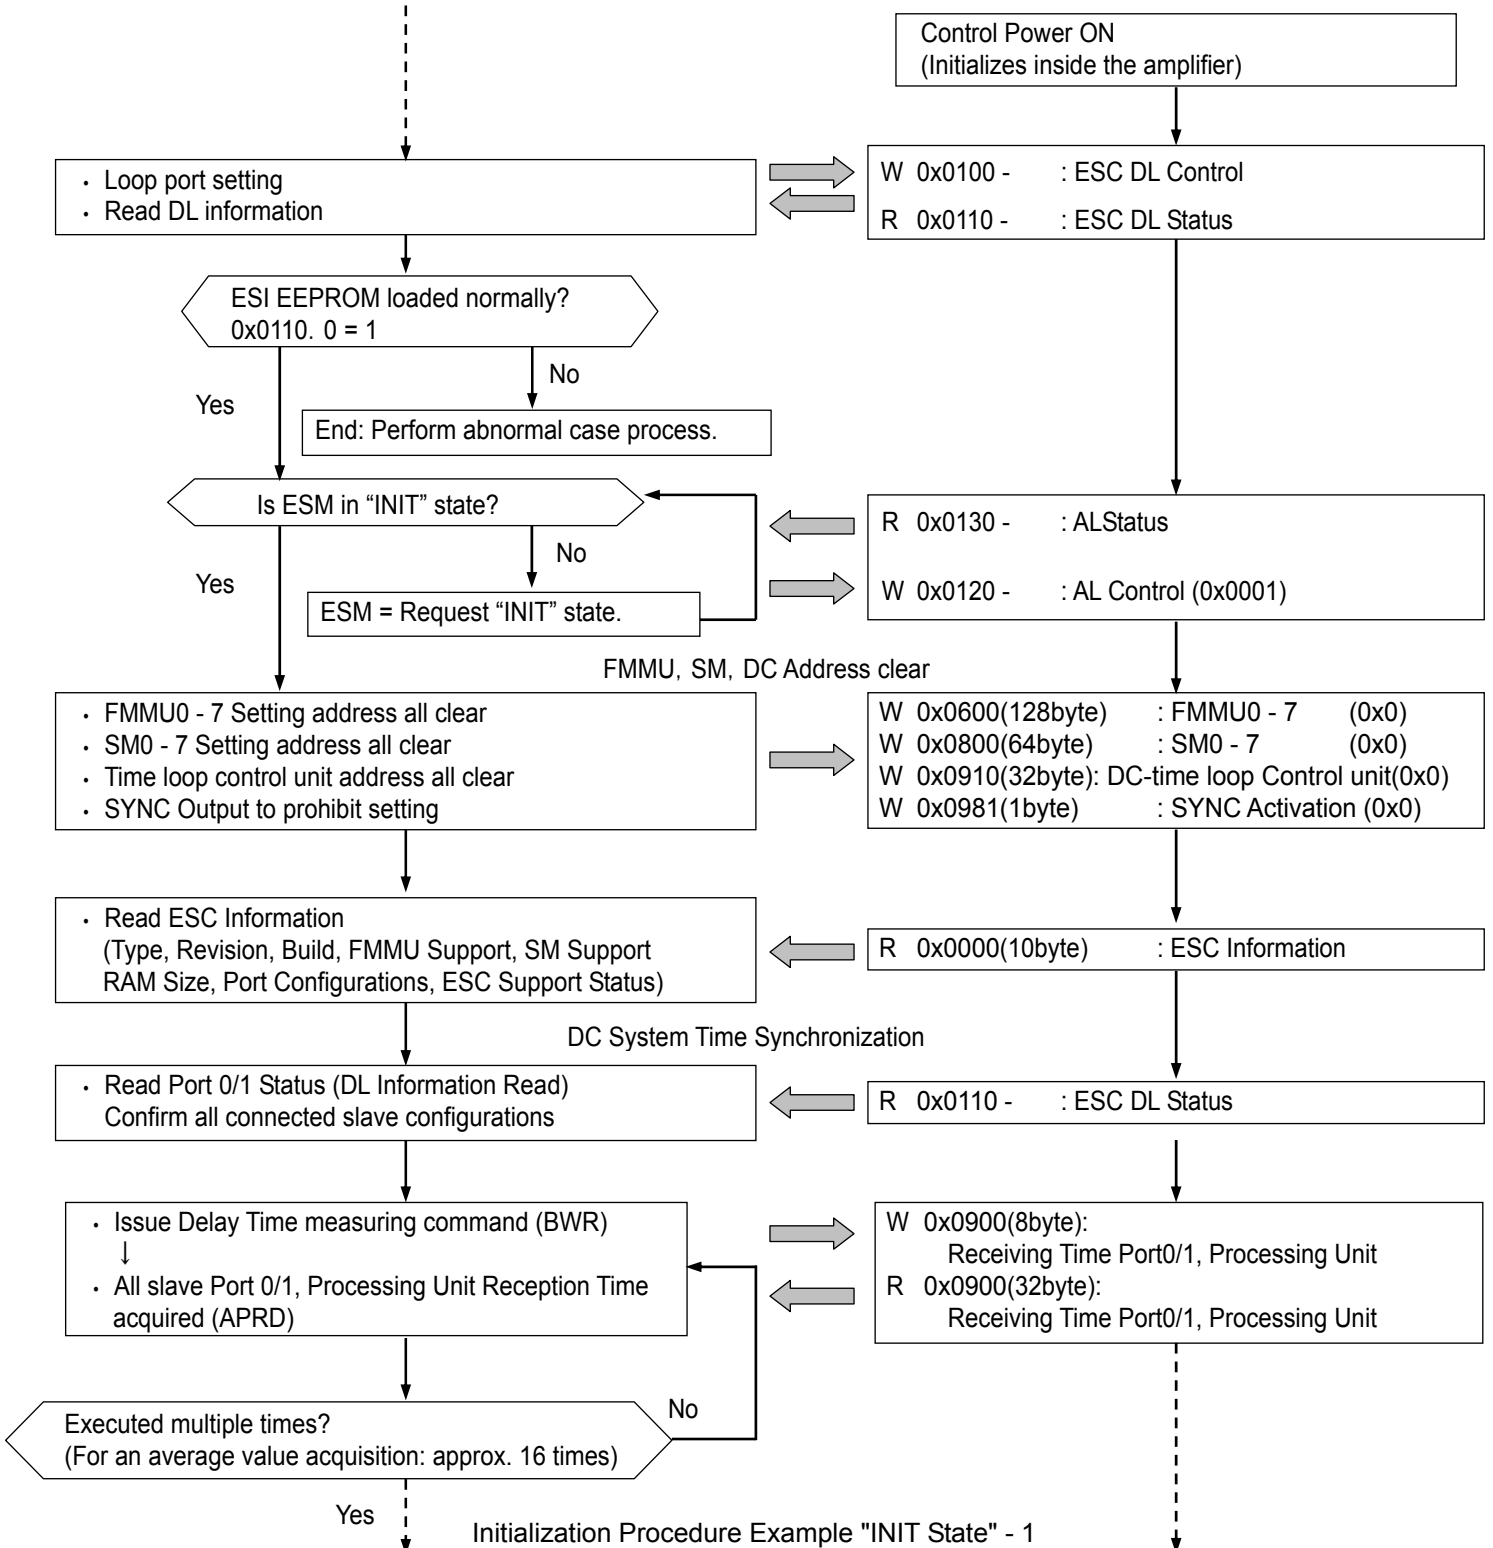 Control Power ON
(Initializes inside the amplifier)
・ Loop port setting
・ Read DL information
W 0x0100 - : ESC DL Control
R 0x0110 - : ESC DL Status
ESI EEPROM loaded normally?
0x0110. 0 = 1
No
Yes
End: Perform abnormal case process.
Is ESM in “INIT” state?
No
Yes
ESM = Request “INIT” state.
R 0x0130 - : ALStatus
W 0x0120 - : AL Control (0x0001)
FMMU, SM, DC Address clear
・ FMMU0 - 7 Setting address all clear
・ SM0 - 7 Setting address all clear
・ Time loop control unit address all clear
・ SYNC Output to prohibit setting
W 0x0600(128byte) : FMMU0 - 7 (0x0)
W 0x0800(64byte) : SM0 - 7 (0x0)
W 0x0910(32byte): DC-time loop Control unit(0x0)
W 0x0981(1byte) : SYNC Activation (0x0)
・ Read ESC Information
(Type, Revision, Build, FMMU Support, SM Support
RAM Size, Port Configurations, ESC Support Status)
R 0x0000(10byte) : ESC Information
DC System Time Synchronization
・ Read Port 0/1 Status (DL Information Read)
Confirm all connected slave configurations
R 0x0110 - : ESC DL Status
・ Issue Delay Time measuring command (BWR)
↓
・ All slave Port 0/1, Processing Unit Reception Time
acquired (APRD)
W 0x0900(8byte):
Receiving Time Port0/1, Processing Unit
R 0x0900(32byte):
Receiving Time Port0/1, Processing Unit
Executed multiple times?
(For an average value acquisition: approx. 16 times)
No
Yes
Initialization Procedure Example "INIT State" - 1